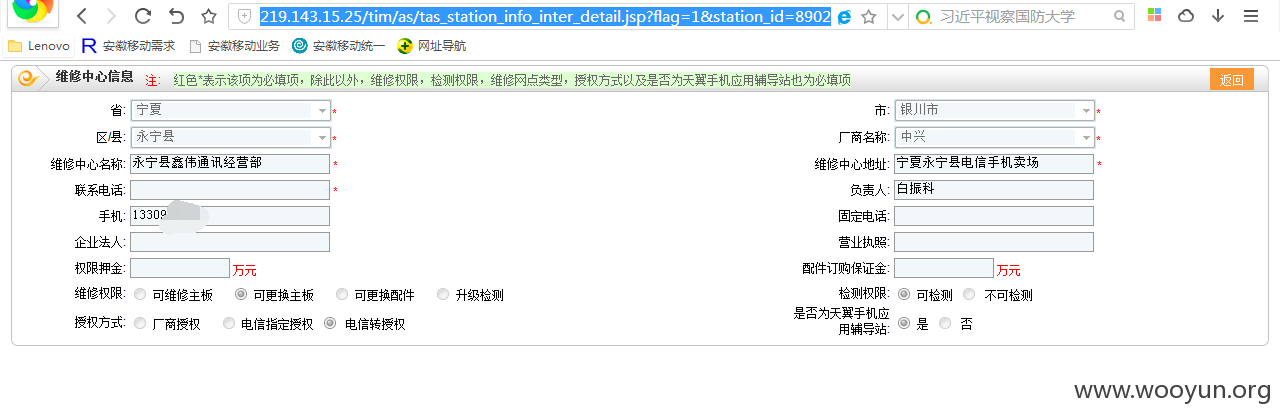 219.143.15.25/tim/as/tas_station_info_inter_detail.jsp?flag=1&station_id=8902
习近平视察国防大学
Lenovo 安徽移动需求 安徽移动业务 安徽移动统一 网址导航
维修中心信息 注: 红色*表示该项为必填项，除此以外，维修权限，检测权限，维修网点类型，授权方式以及是否为天翼手机应用辅导站也为必填项 返回
省: 宁夏 * 市: 银川市 *
区/县: 永宁县 * 厂商名称: 中兴 *
维修中心名称: 永宁县鑫伟通讯经营部 * 维修中心地址: 宁夏永宁县电信手机卖场 *
联系电话: * 负责人: 白振科
手机: 13309 固定电话:
企业法人: 营业执照:
权限押金: 万元 配件订购保证金: 万元
维修权限: 可维修主板 可更换主板 可更换配件 升级检测 检测权限: 可检测 不可检测
授权方式: 厂商授权 电信指定授权 电信转授权 是否为天翼手机应
用辅导站: 是 否
www.wooyun.org